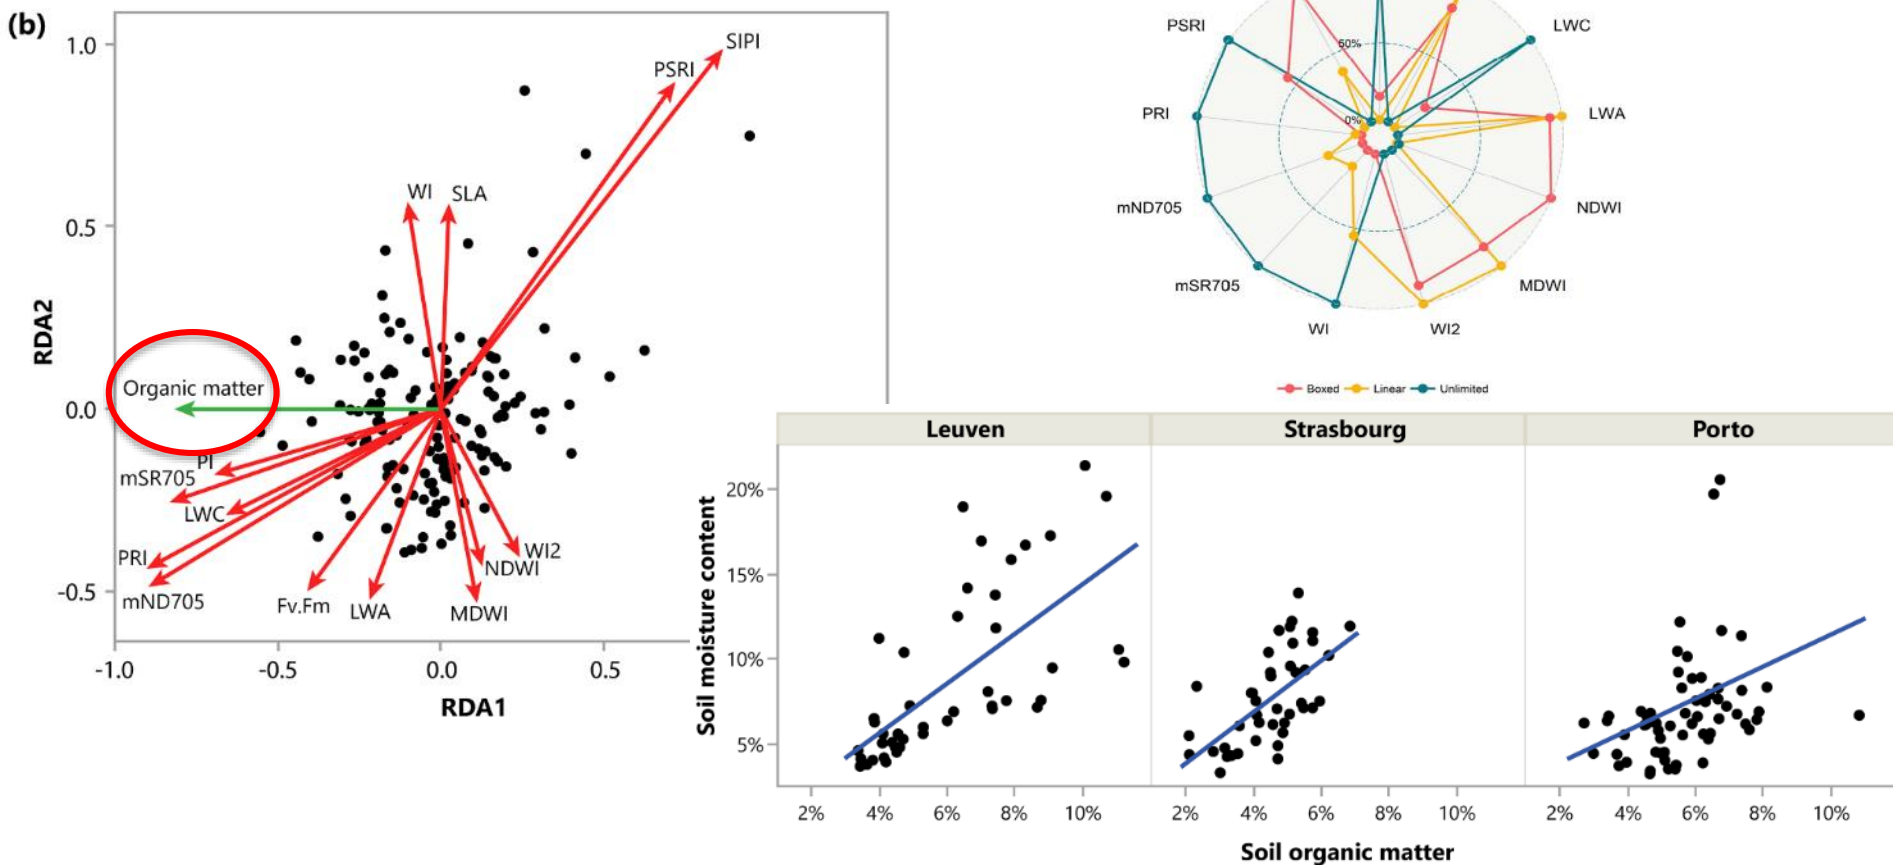 (b)
1.0
0.5
0.0
-0.5
RDA2
-1.0
-0.5
0.0
0.5
RDA1
SIPI
PSRI
WI
SLA
Organic matter
PI
mSR705
LWC
PRI
mND705
Fv.Fm
LWA
MDWI
NDWI
WI2
PSRI
50%
LWC
PRI
0%
LWA
mND705
NDWI
mSR705
MDWI
WI
WI2
Boxed Linear Unlimited
Leuven Strasbourg Porto
Soil moisture content
20%
15%
10%
5%
2% 4% 6% 8% 10% 2% 4% 6% 8% 10% 2% 4% 6% 8% 10%
Soil organic matter